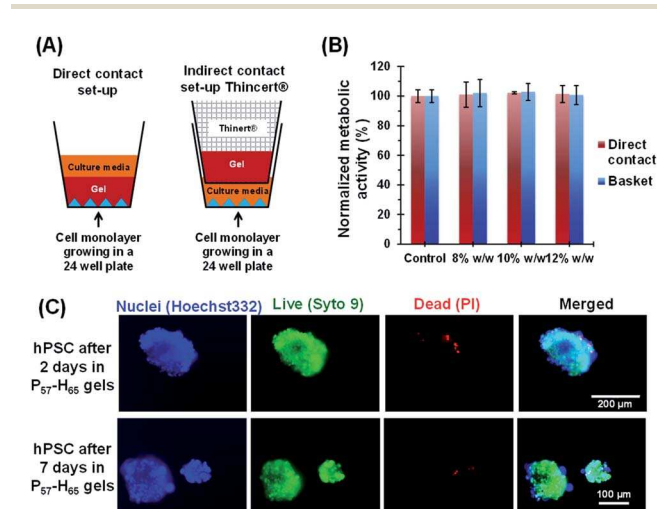 (A)
Direct contact
set-up
Culture media
Gel
Cell monolayer
growing in a
24 well plate
Indirect contact
set-up Thincert®
Thinert®
Gel
Culture media
Cell monolayer
growing in a
24 well plate
(B)
Normalized metabolic
activity (%)
120
100
80
60
40
20
0
Control 8% w/w 10% w/w 12% w/w
Direct
contact
Basket
(C)
Nuclei (Hoechst332) Live (Syto 9) Dead (PI) Merged
hPSC after
2 days in
P₅₇-H₆₅ gels
200 µm
hPSC after
7 days in
P₅₇-H₆₅ gels
100 µm